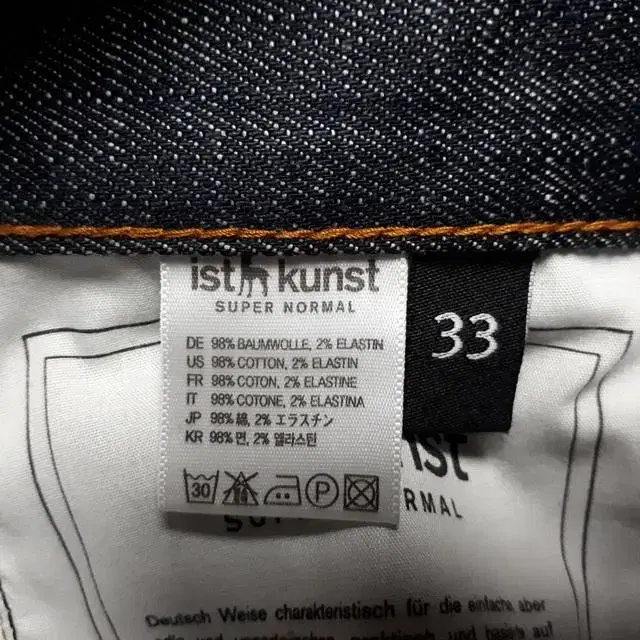 ist kunst
SUPER NORMAL
DE 98% BAUMWOLLE, 2% ELASTIN
US 98% COTTON, 2% ELASTIN
FR 98% COTON, 2% ELASTINE
IT 98% COTONE, 2% ELASTINA
JP 98% 綿, 2% エラスチン
KR 98% 면, 2% 엘라스틴
30
P
33
nst
RMAL
Deutsch Weise charakteristisch für die einfache aber